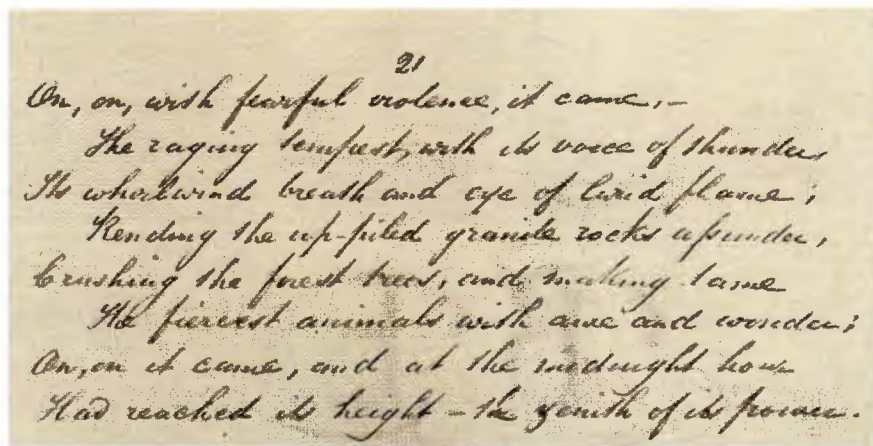 21
On, on, with fearful violence, it came,—
The raging tempest, with its voice of thunder
Its whirlwind breath and eye of livid flame;
Rending the up-piled granite rocks asunder,
Crushing the forest trees, and making tame
The fiercest animals with awe and wonder;
On, on it came, and at the midnight hour
Had reached its height — the zenith of its power.